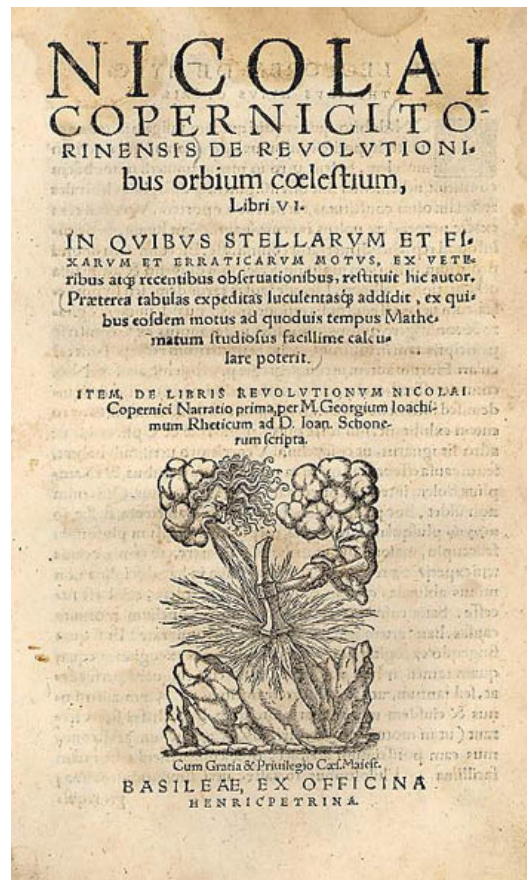 NICOLAI
COPERNICI TO-
RINENSIS DE REVOLVTIONI-
bus orbium cœlestium,
Libri VI.
IN QVIBVS STELLARVM ET FI-
XARVM ET ERRATICARVM MOTVS, EX VETE-
ribus atq; recentibus obseruationibus, restituit hic autor.
Præterea tabulas expeditas luculentasq; addidit, ex qui-
bus eosdem motus ad quoduis tempus Mathe-
matum studiosus facillime calcu-
lare poterit.
ITEM, DE LIBRIS REVOLVTIONVM NICOLAI
Copernici Narratio prima, per M. Georgium Ioachi-
mum Rheticum ad D. Ioan. Schone-
rum scripta.
Cum Gratia & Priuilegio Cæs. Maiest.
BASILEAE, EX OFFICINA
HENRICPETRINA.